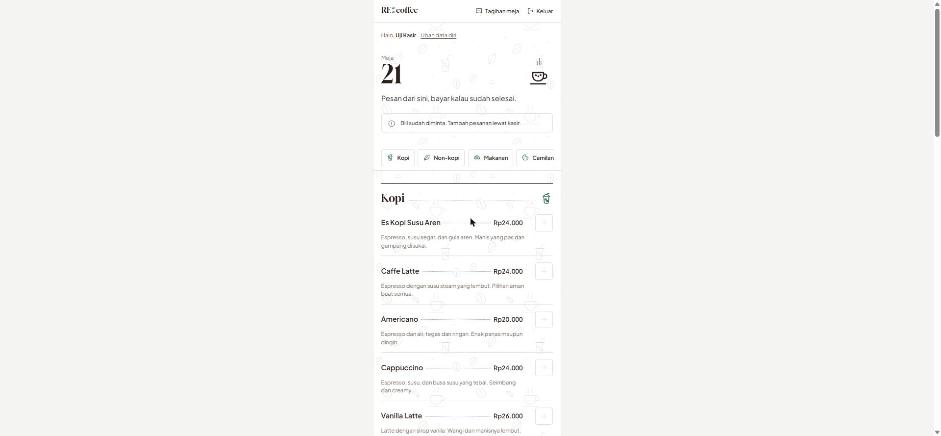 RE coffee
Tagihan meja
Keluar
Halo, Uji Kasir. Ubah data diri
Meja
21
Pesan dari sini, bayar kalau sudah selesai.
Bill sudah diminta. Tambah pesanan lewat kasir.
Kopi
Non-kopi
Makanan
Camilan
Kopi
Es Kopi Susu Aren Rp24.000
Espresso, susu segar, dan gula aren. Manis yang pas dan
gampang disukai.
Caffe Latte Rp24.000
Espresso dengan susu steam yang lembut. Pilihan aman
buat semua.
Americano Rp20.000
Espresso dan air, tegas dan ringan. Enak panas maupun
dingin.
Cappuccino Rp24.000
Espresso, susu, dan busa susu yang tebal. Seimbang
dan creamy.
Vanilla Latte Rp26.000
Latte dengan sirup vanila. Wangi dan manisnya lembut.